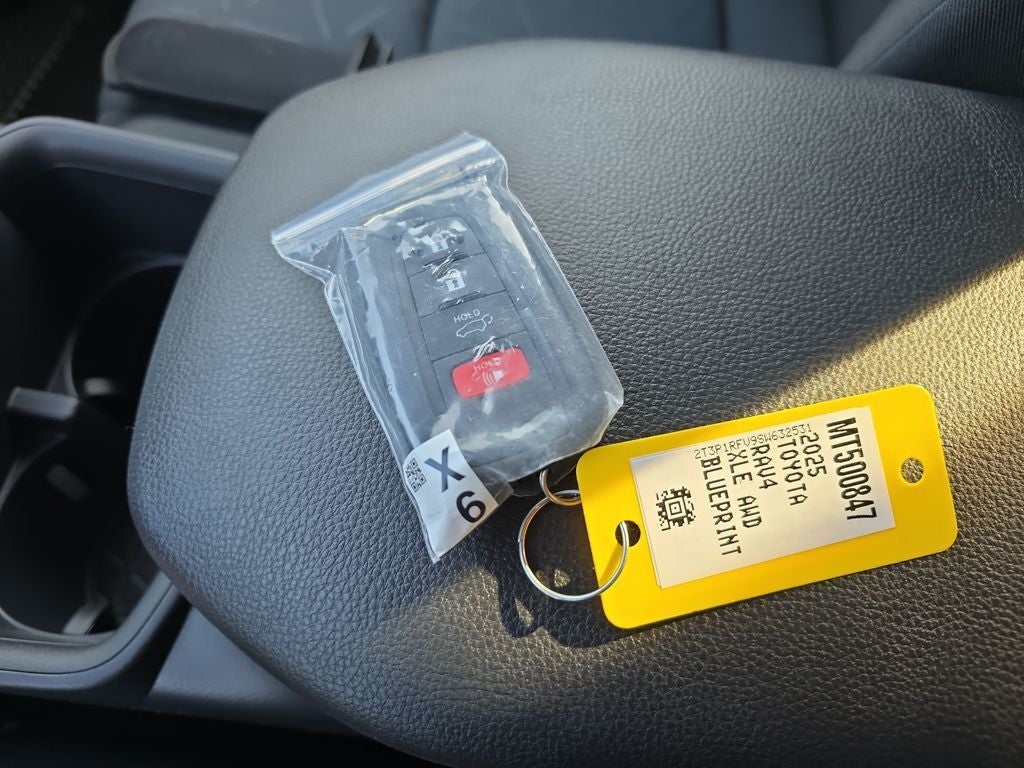 HOLD
HOLD
X
6
MT500847
2T3P1RFV9SW632531
2025
TOYOTA
RAV4
XLE AWD
BLUEPRINT